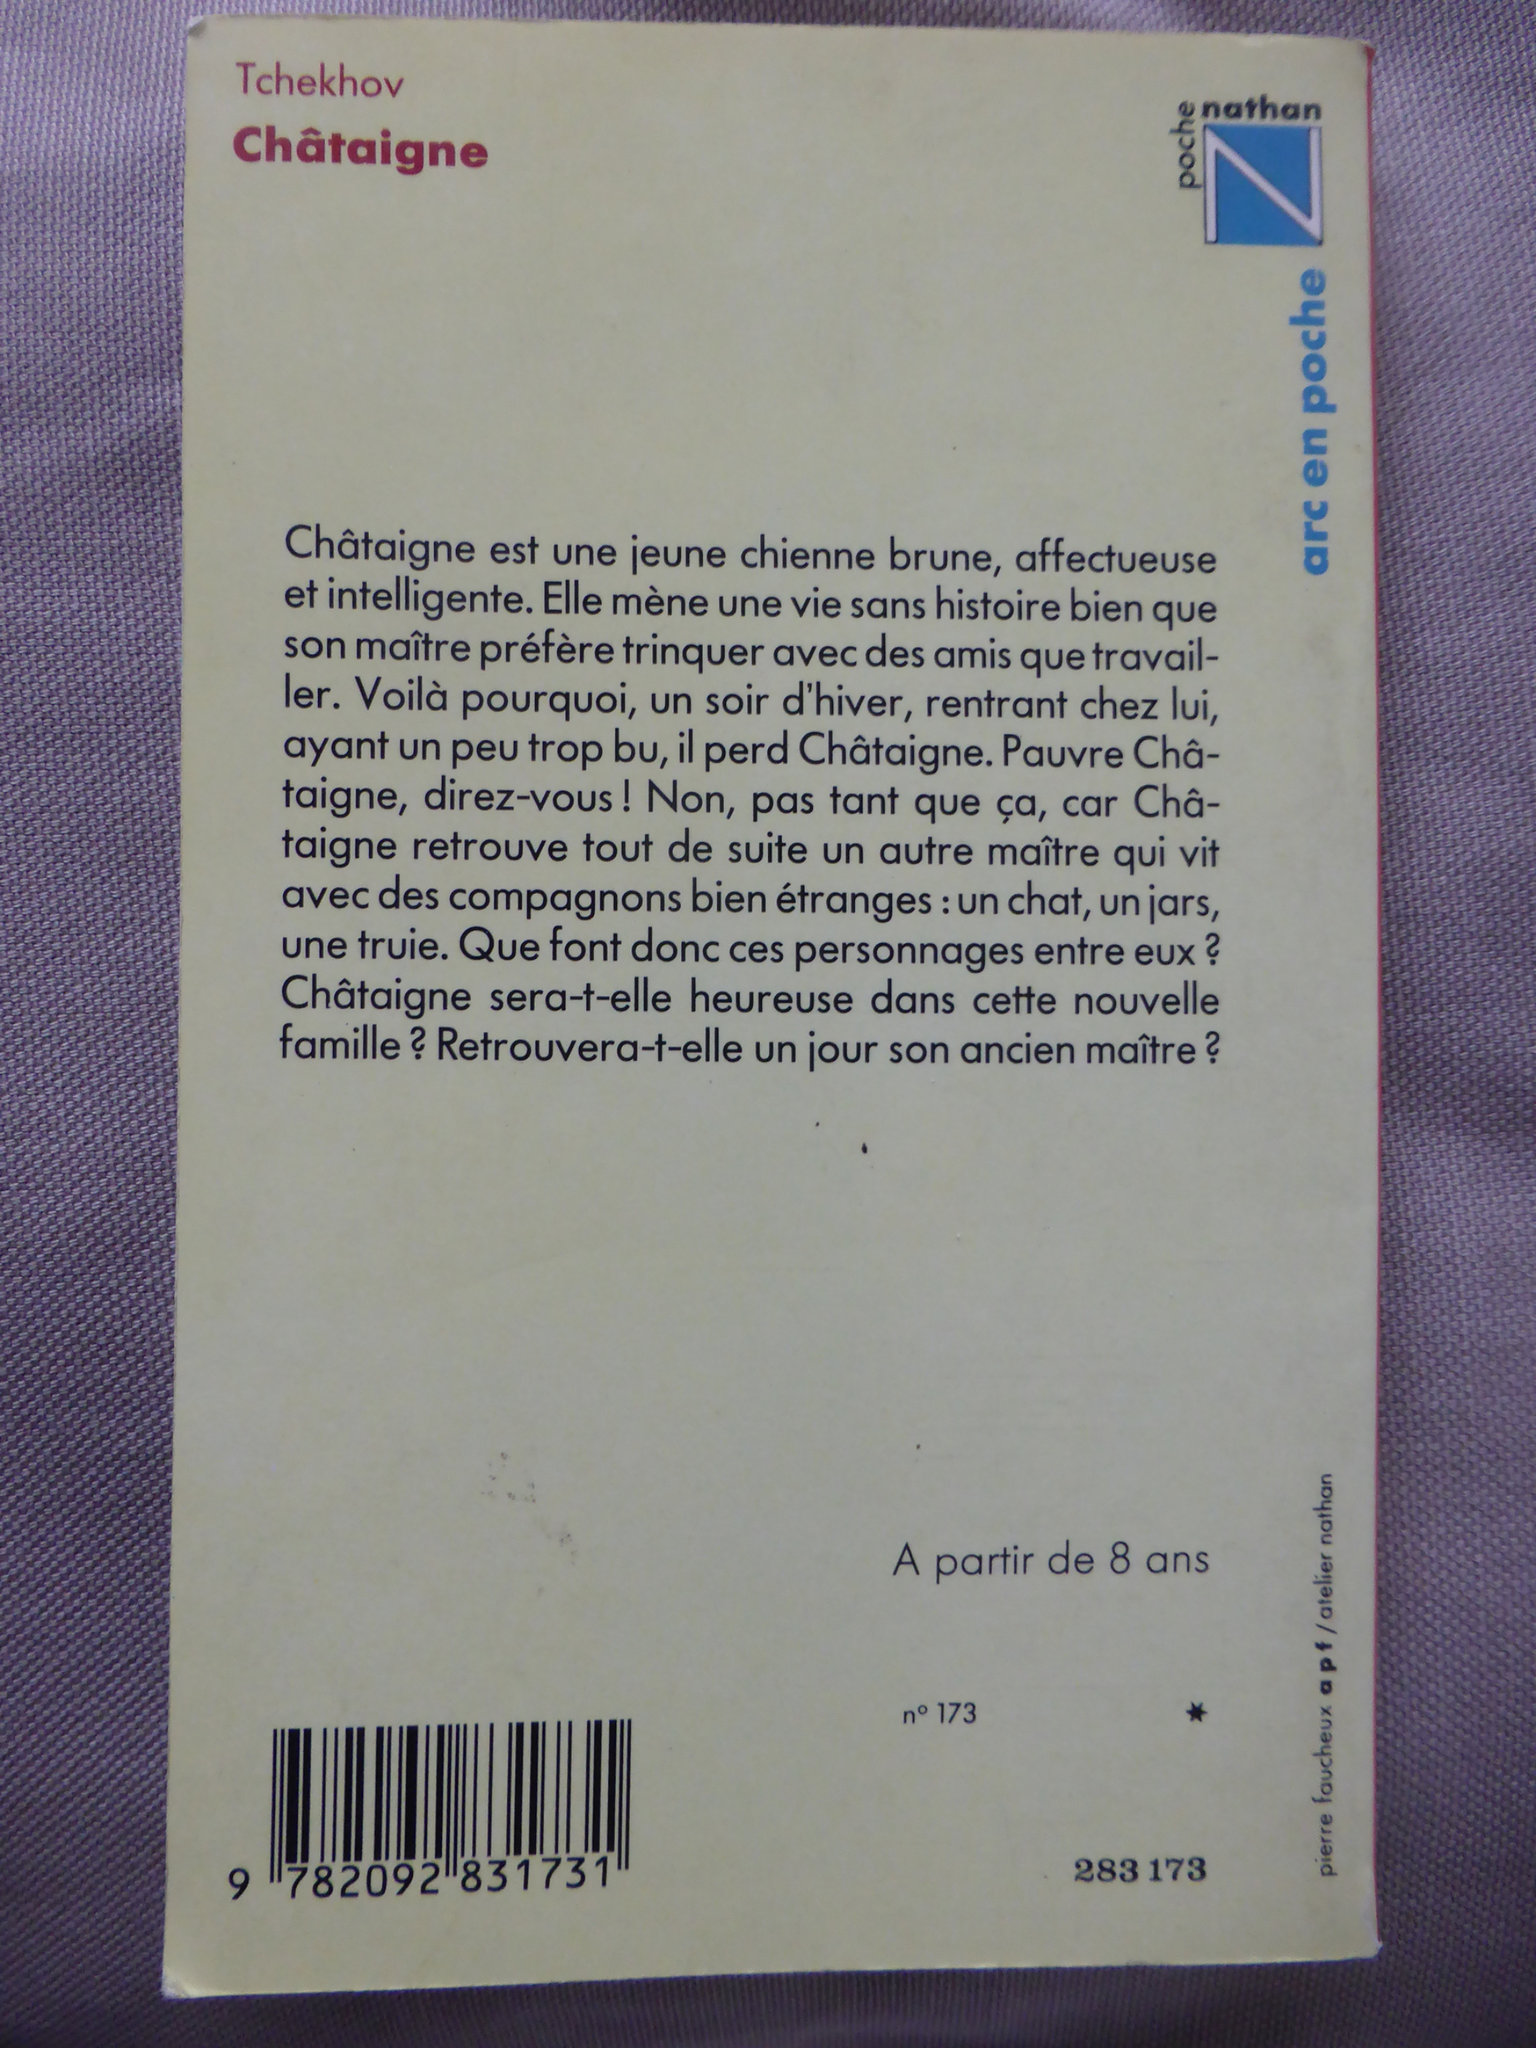 Tchekhov
Châtaigne
poche
nathan
arc en poche
Châtaigne est une jeune chienne brune, affectueuse
et intelligente. Elle mène une vie sans histoire bien que
son maître préfère trinquer avec des amis que travail-
ler. Voilà pourquoi, un soir d'hiver, rentrant chez lui,
ayant un peu trop bu, il perd Châtaigne. Pauvre Châ-
taigne, direz-vous ! Non, pas tant que ça, car Châ-
taigne retrouve tout de suite un autre maître qui vit
avec des compagnons bien étranges : un chat, un jars,
une truie. Que font donc ces personnages entre eux ?
Châtaigne sera-t-elle heureuse dans cette nouvelle
famille ? Retrouvera-t-elle un jour son ancien maître ?
A partir de 8 ans
n° 173 ★
283 173
9 782092 831731
pierre faucheux apf / atelier nathan